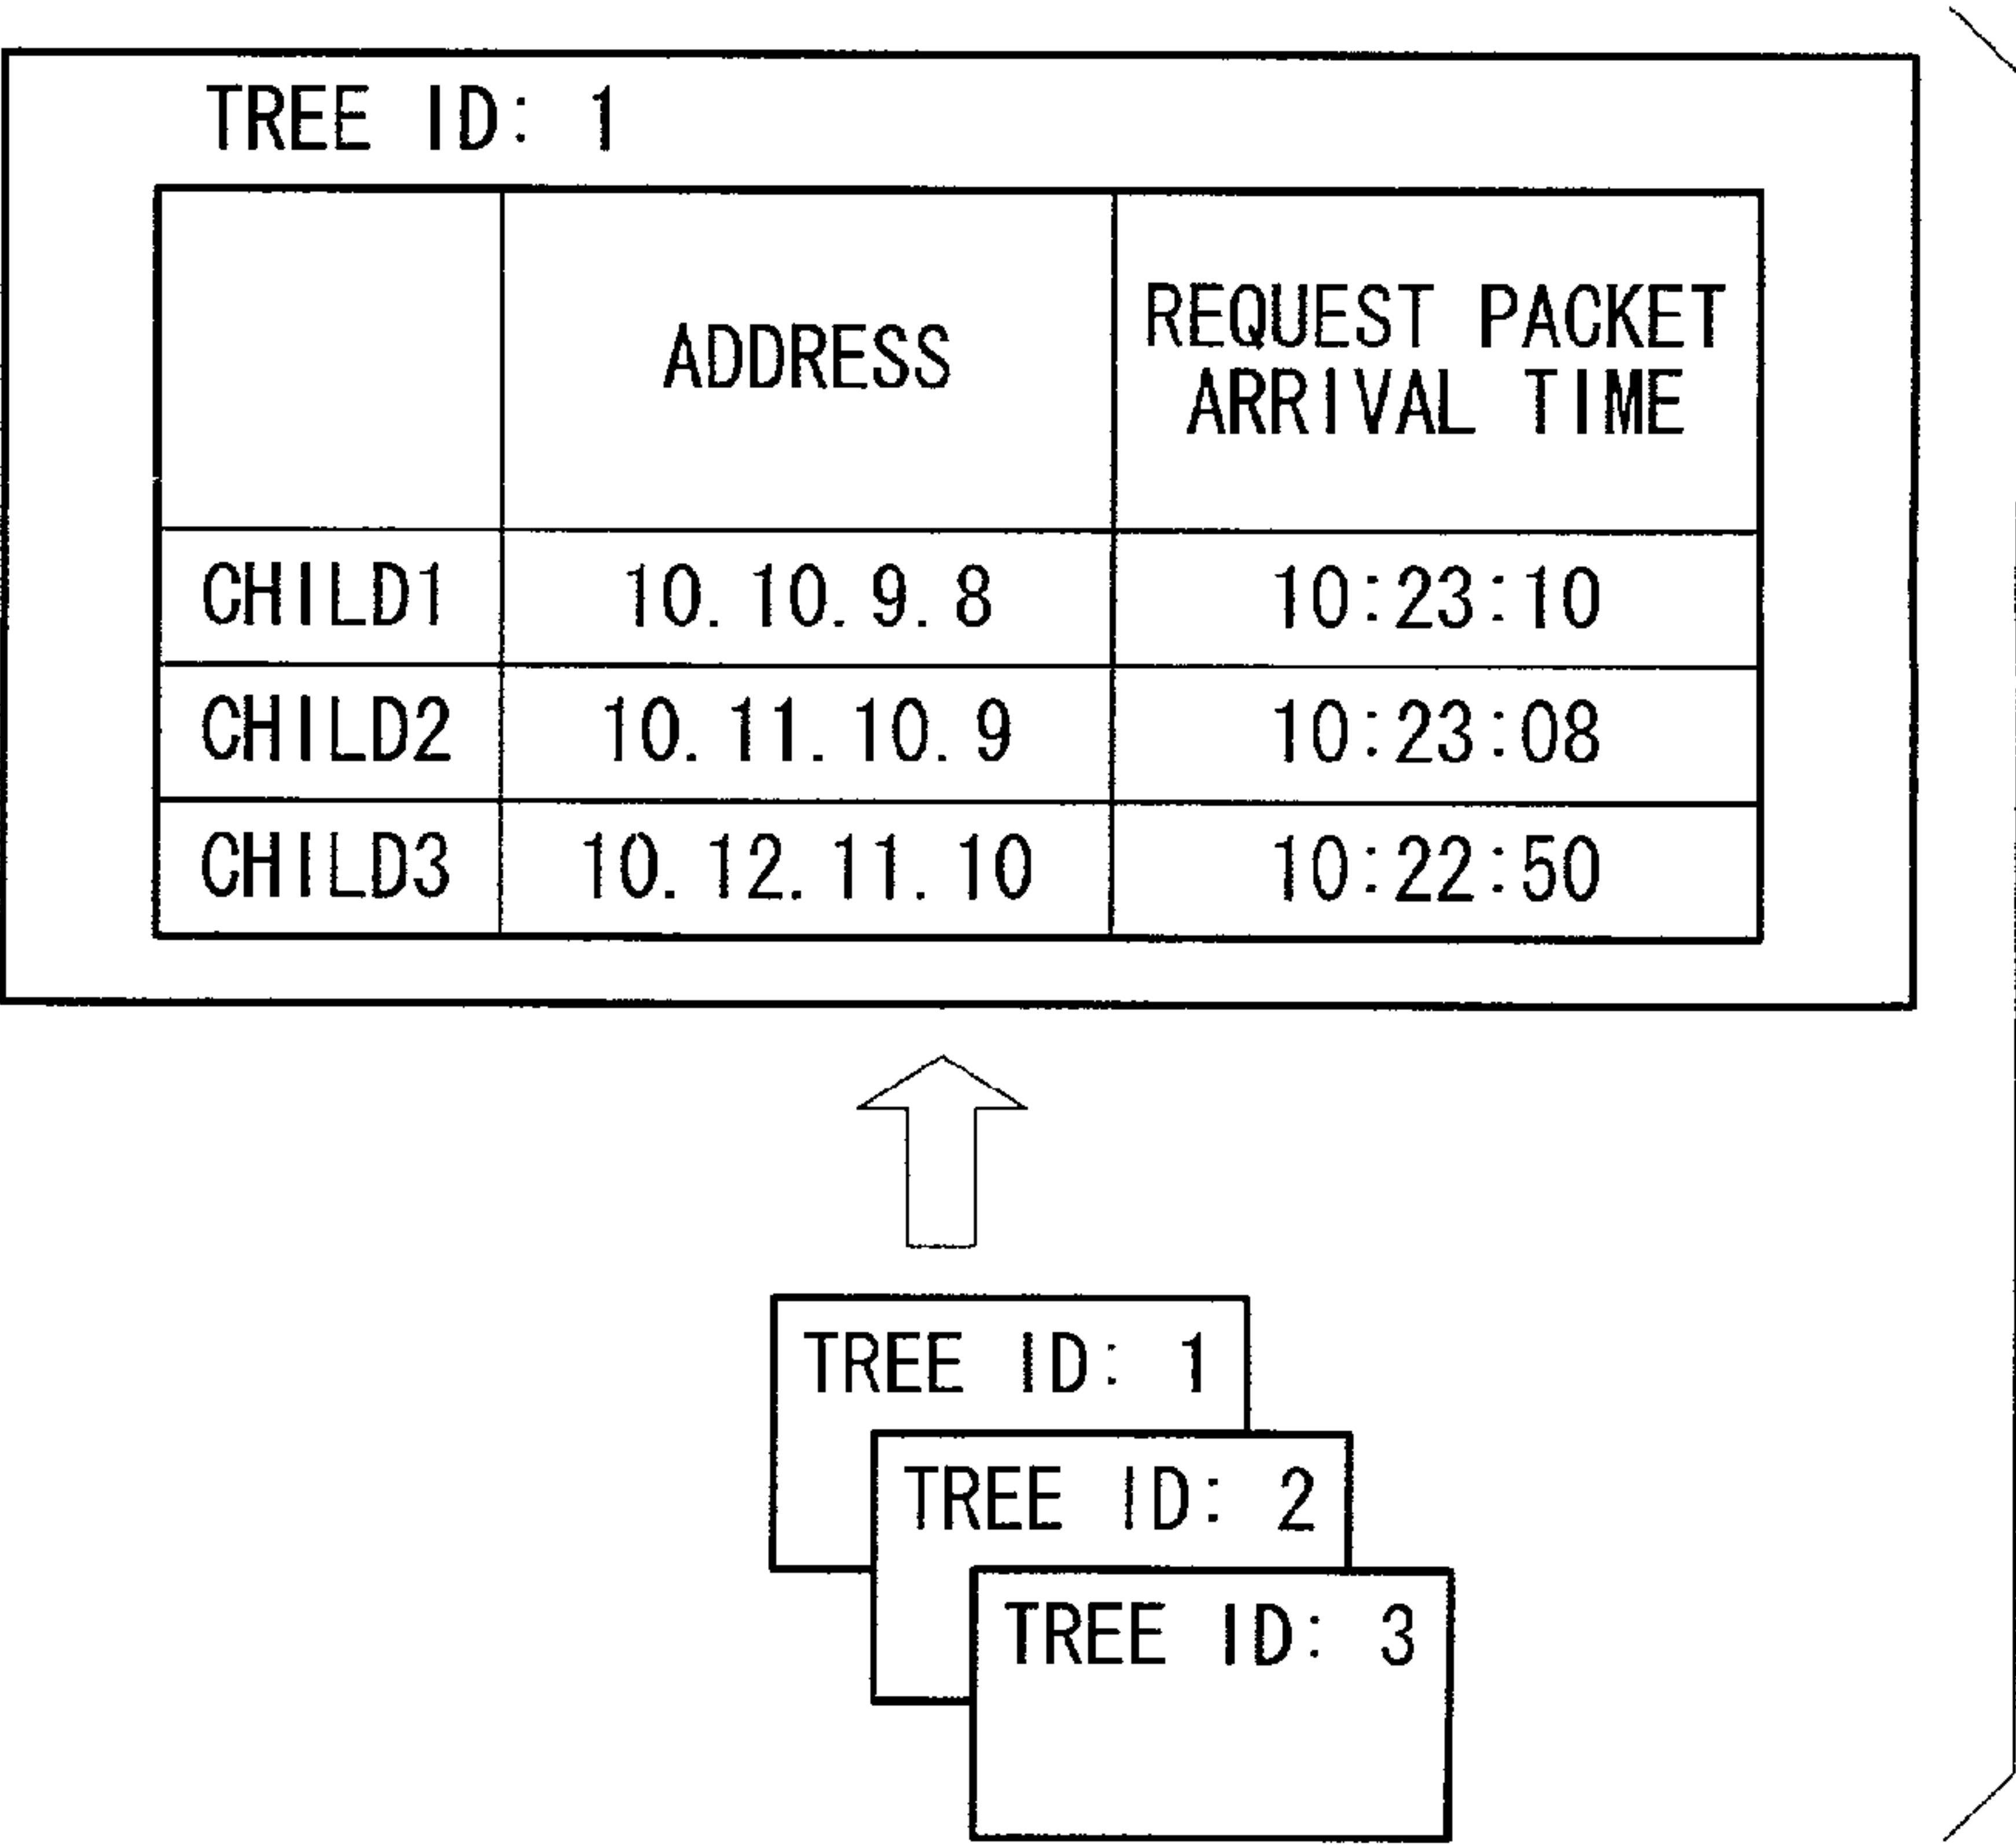 TREE ID: 1
ADDRESS
REQUEST PACKET
ARRIVAL TIME
CHILD1 10.10.9.8 10:23:10
CHILD2 10.11.10.9 10:23:08
CHILD3 10.12.11.10 10:22:50
TREE ID: 1
TREE ID: 2
TREE ID: 3